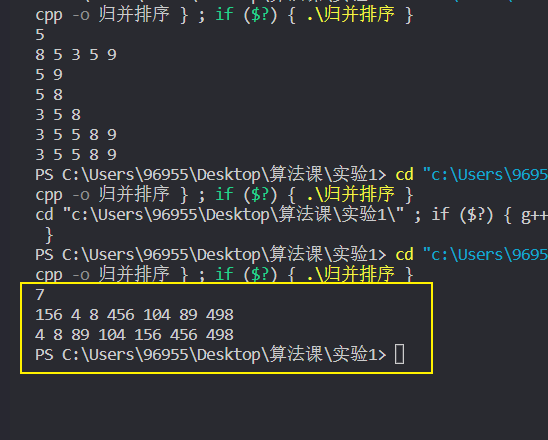 cpp -o 归并排序 } ; if ($?) { .\归并排序 }
5
8 5 3 5 9
5 9
5 8
3 5 8
3 5 5 8 9
3 5 5 8 9
PS C:\Users\96955\Desktop\算法课\实验1> cd "c:\Users\9695
cpp -o 归并排序 } ; if ($?) { .\归并排序 }
cd "c:\Users\96955\Desktop\算法课\实验1\" ; if ($?) { g++
}
PS C:\Users\96955\Desktop\算法课\实验1> cd "c:\Users\9695
cpp -o 归并排序 } ; if ($?) { .\归并排序 }
7
156 4 8 456 104 89 498
4 8 89 104 156 456 498
PS C:\Users\96955\Desktop\算法课\实验1>